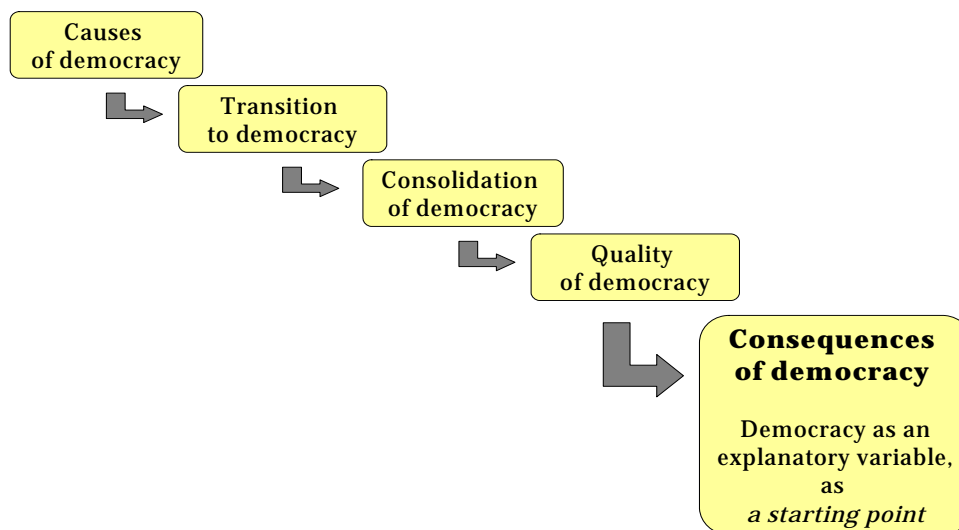 Causes
of democracy
Transition
to democracy
Consolidation
of democracy
Quality
of democracy
Consequences
of democracy
Democracy as an
explanatory variable,
as
a starting point